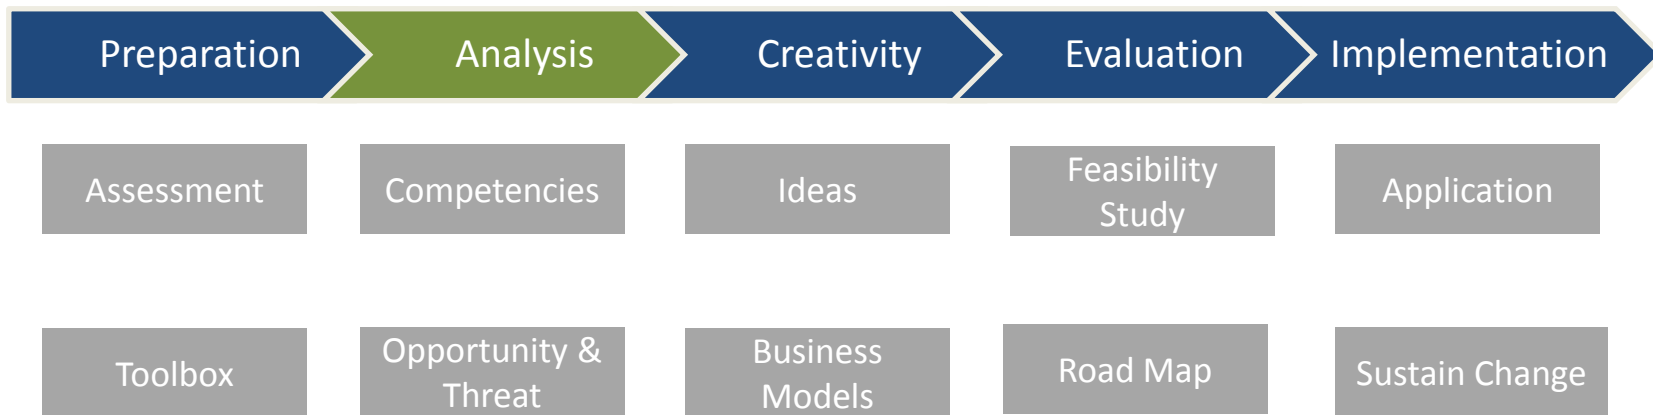 Preparation
Analysis
Creativity
Evaluation
Implementation
Assessment
Competencies
Ideas
Feasibility
Study
Application
Toolbox
Opportunity &
Threat
Business
Models
Road Map
Sustain Change